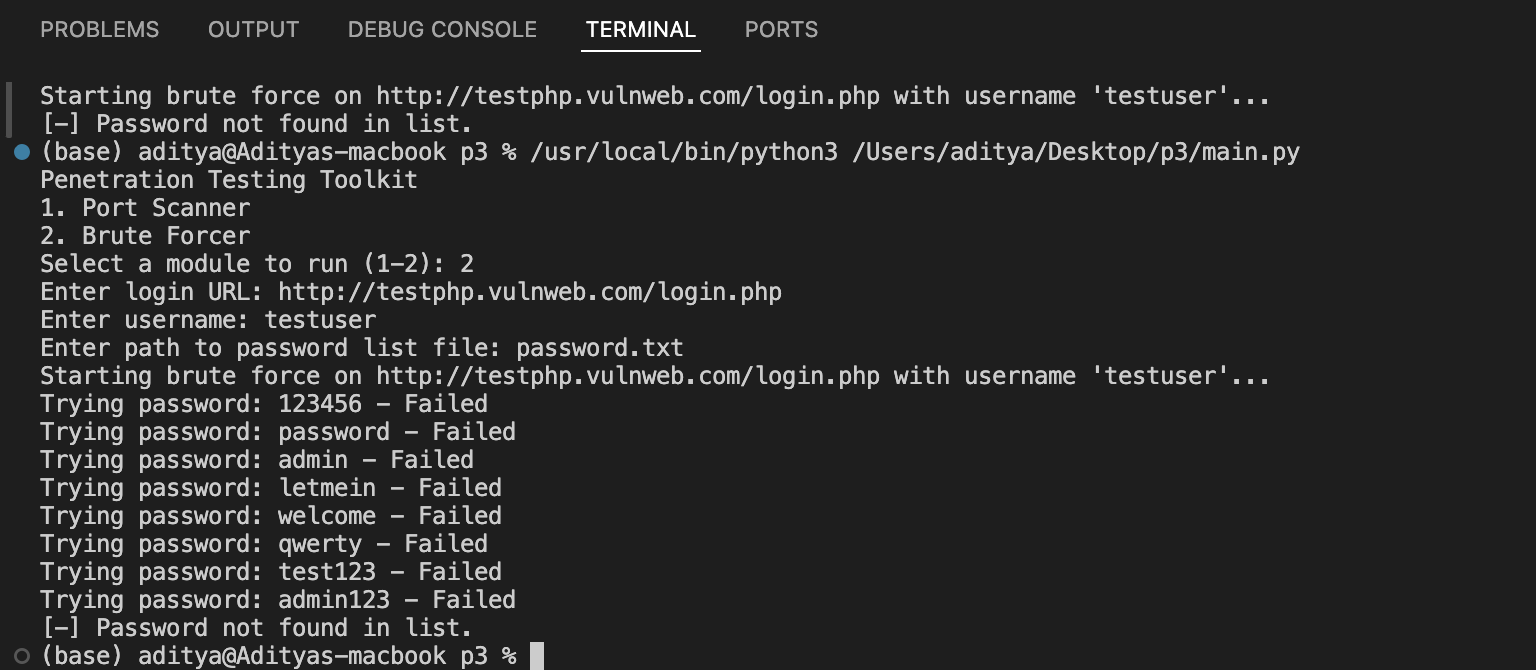 PROBLEMS OUTPUT DEBUG CONSOLE TERMINAL PORTS
Starting brute force on http://testphp.vulnweb.com/login.php with username 'testuser'...
[-] Password not found in list.
(base) aditya@Adityas-macbook p3 % /usr/local/bin/python3 /Users/aditya/Desktop/p3/main.py
Penetration Testing Toolkit
1. Port Scanner
2. Brute Forcer
Select a module to run (1-2): 2
Enter login URL: http://testphp.vulnweb.com/login.php
Enter username: testuser
Enter path to password list file: password.txt
Starting brute force on http://testphp.vulnweb.com/login.php with username 'testuser'...
Trying password: 123456 - Failed
Trying password: password - Failed
Trying password: admin - Failed
Trying password: letmein - Failed
Trying password: welcome - Failed
Trying password: qwerty - Failed
Trying password: test123 - Failed
Trying password: admin123 - Failed
[-] Password not found in list.
(base) aditya@Adityas-macbook p3 %